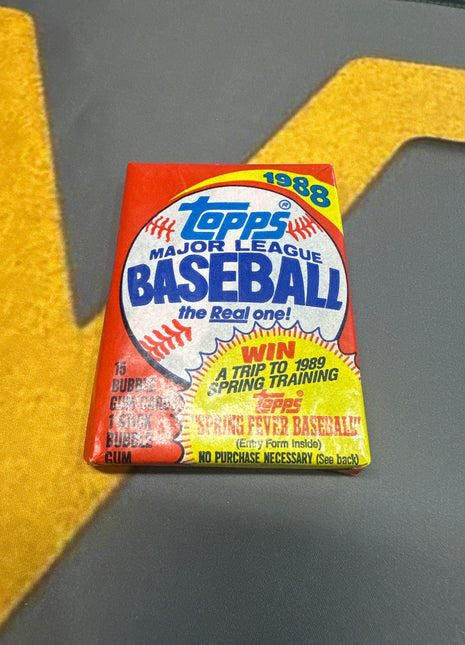 1988
Topps®
MAJOR LEAGUE
BASEBALL
the Real one!
WIN
A TRIP TO 1989
SPRING TRAINING
Topps
"SPRING FEVER BASEBALL"
(Entry Form Inside)
NO PURCHASE NECESSARY (See back)
15
BUBBLE
GUM CARDS
1 STICK
BUBBLE
GUM